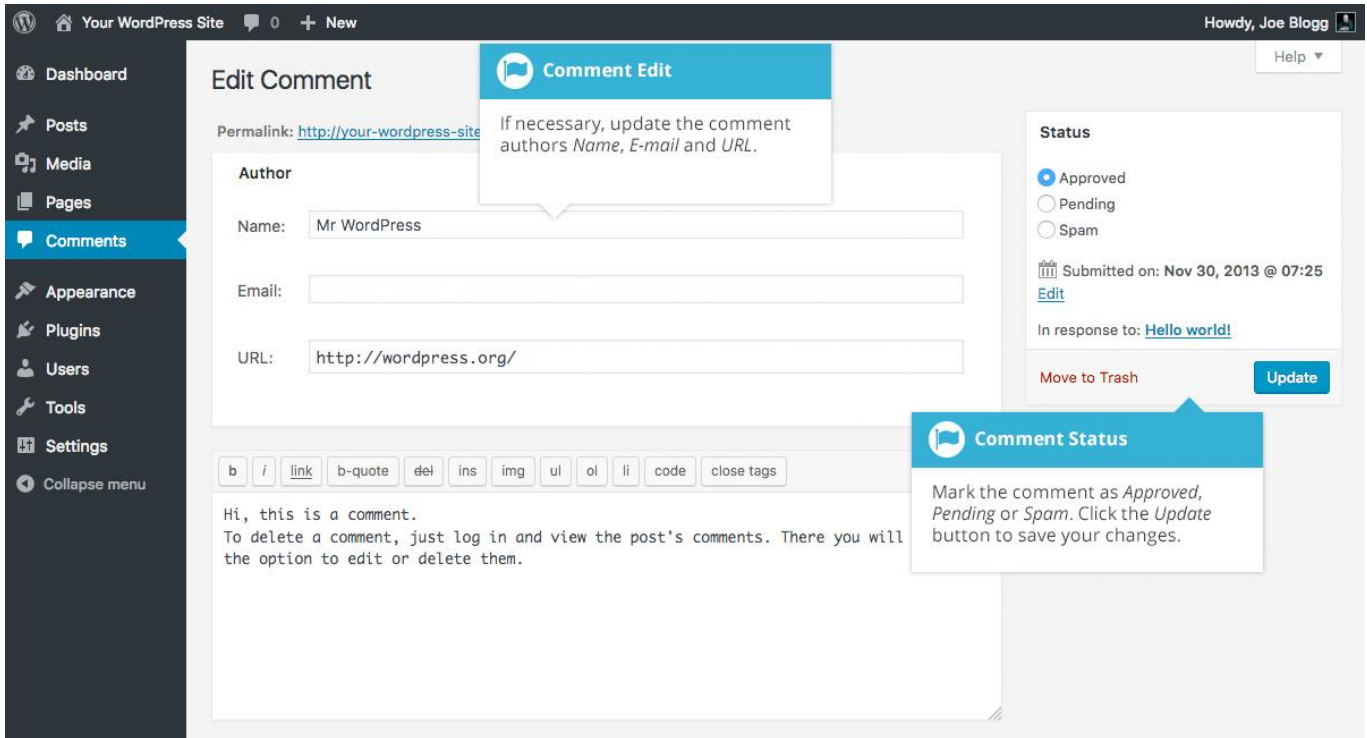 Your WordPress Site 0 + New Howdy, Joe Blogg
Help ▼
Dashboard
Posts
Media
Pages
Comments
Appearance
Plugins
Users
Tools
Settings
Collapse menu
Edit Comment
Permalink: http://your-wordpress-site
Comment Edit
If necessary, update the comment
authors Name, E-mail and URL.
Author
Name: Mr WordPress
Email:
URL: http://wordpress.org/
b i link b-quote del ins img ul ol li code close tags
Hi, this is a comment.
To delete a comment, just log in and view the post's comments. There you will
the option to edit or delete them.
Status
Approved
Pending
Spam
Submitted on: Nov 30, 2013 @ 07:25
Edit
In response to: Hello world!
Move to Trash Update
Comment Status
Mark the comment as Approved,
Pending or Spam. Click the Update
button to save your changes.